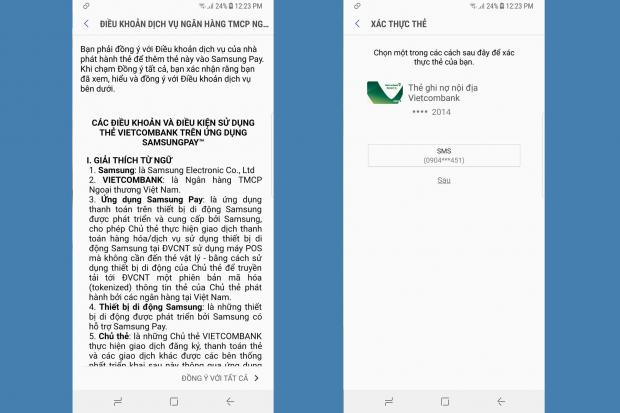 24% 12:23 PM
ĐIỀU KHOẢN DỊCH VỤ NGÂN HÀNG TMCP NG...
Bạn phải đồng ý với Điều khoản dịch vụ của nhà
phát hành thẻ để thêm thẻ này vào Samsung Pay.
Khi chạm Đồng ý tất cả, bạn xác nhận rằng bạn
đã xem, hiểu và đồng ý với Điều khoản dịch vụ
bên dưới.
CÁC ĐIỀU KHOẢN VÀ ĐIỀU KIỆN SỬ DỤNG
THẺ VIETCOMBANK TRÊN ỨNG DỤNG
SAMSUNGPAY™
I. GIẢI THÍCH TỪ NGỮ
1. Samsung: là Samsung Electronic Co., Ltd
2. VIETCOMBANK: là Ngân hàng TMCP
Ngoại thương Việt Nam.
3. Ứng dụng Samsung Pay: là ứng dụng
thanh toán trên thiết bị di động Samsung
được phát triển và cung cấp bởi Samsung,
cho phép Chủ thẻ thực hiện giao dịch thanh
toán hàng hóa/dịch vụ sử dụng thiết bị di
động Samsung tại ĐVCNT sử dụng máy POS
mà không cần đến thẻ vật lý - bằng cách sử
dụng thiết bị di động của Chủ thẻ để truyền
tải tới ĐVCNT một phiên bản mã hóa
(tokenized) thông tin thẻ của Chủ thẻ phát
hành bởi các ngân hàng tại Việt Nam.
4. Thiết bị di động Samsung: là những thiết
bị di động được phát triển bởi Samsung có
hỗ trợ Samsung Pay.
5. Chủ thẻ: là những Chủ thẻ VIETCOMBANK
thực hiện giao dịch đăng ký, thanh toán thẻ
và các giao dịch khác được các bên thống
nhất triển khai sau này thông qua ứng dụng
ĐỒNG Ý VỚI TẤT CẢ
24% 12:23 PM
XÁC THỰC THẺ
Chọn một trong các cách sau đây để xác
thực thẻ của bạn.
Thẻ ghi nợ nội địa
Vietcombank
•••• 2014
SMS
(0904***451)
Sau